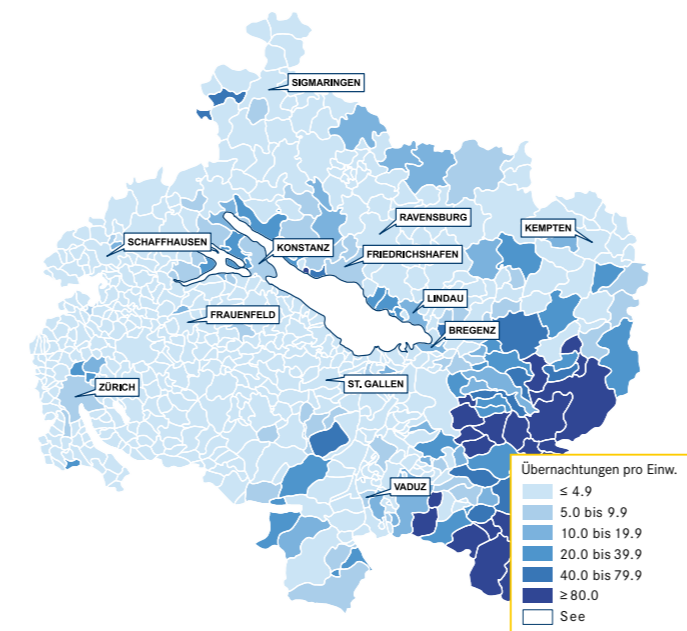 SIGMARINGEN
RAVENSBURG
KEMPTEN
SCHAFFHAUSEN
KONSTANZ
FRIEDRICHSHAFEN
LINDAU
FRAUENFELD
BREGENZ
ZÜRICH
ST. GALLEN
VADUZ
Übernachtungen pro Einw.
≤ 4.9
5.0 bis 9.9
10.0 bis 19.9
20.0 bis 39.9
40.0 bis 79.9
≥ 80.0
See